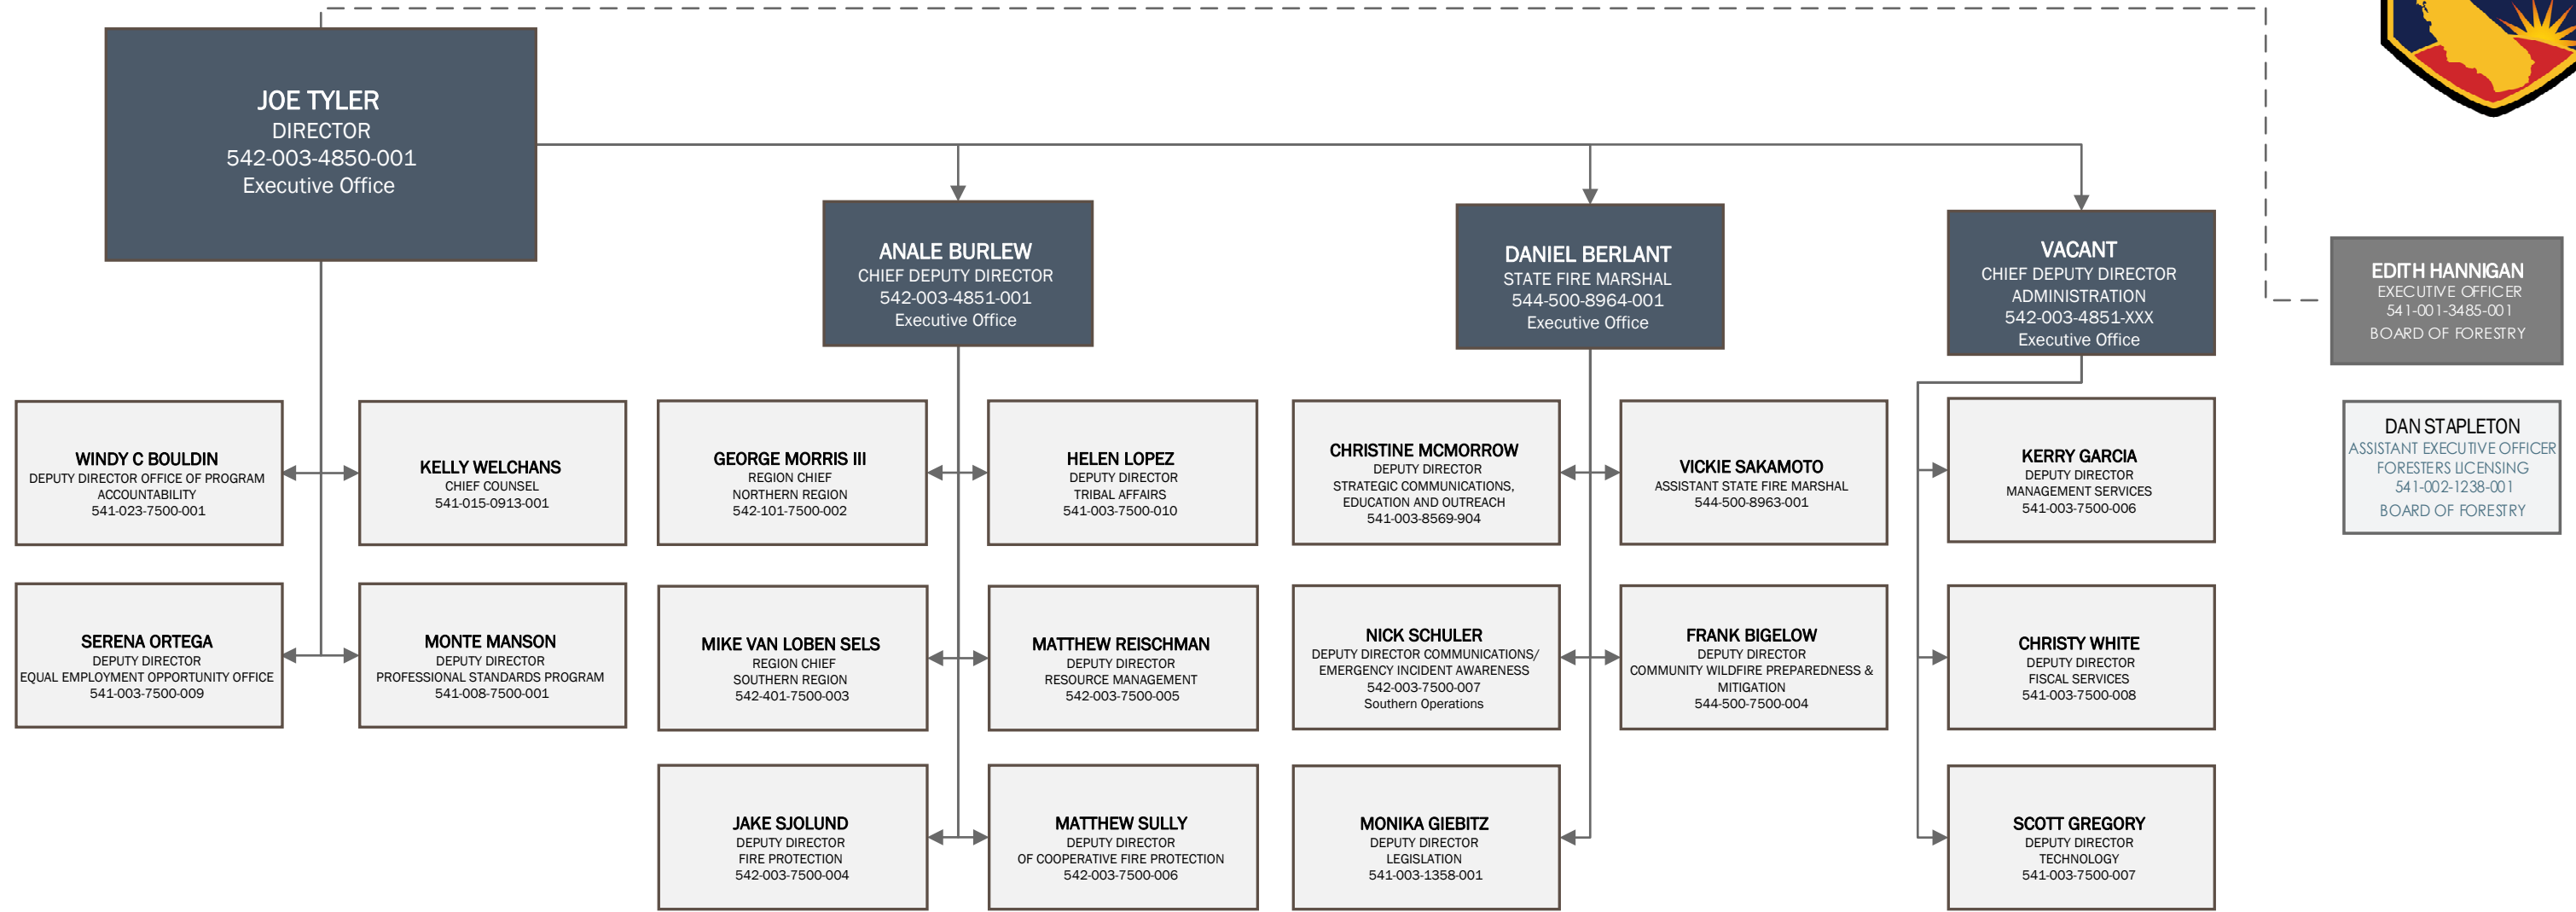 JOE TYLER
DIRECTOR
542-003-4850-001
Executive Office
ANALE BURLEW
CHIEF DEPUTY DIRECTOR
542-003-4851-001
Executive Office
DANIEL BERLANT
STATE FIRE MARSHAL
544-500-8964-001
Executive Office
VACANT
CHIEF DEPUTY DIRECTOR
ADMINISTRATION
542-003-4851-XXX
Executive Office
EDITH HANNIGAN
EXECUTIVE OFFICER
541-001-3485-001
BOARD OF FORESTRY
WINDY C BOULDIN
DEPUTY DIRECTOR OFFICE OF PROGRAM
ACCOUNTABILITY
541-023-7500-001
KELLY WELCHANS
CHIEF COUNSEL
541-015-0913-001
GEORGE MORRIS III
REGION CHIEF
NORTHERN REGION
542-101-7500-002
HELEN LOPEZ
DEPUTY DIRECTOR
TRIBAL AFFAIRS
541-003-7500-010
CHRISTINE MCMORROW
DEPUTY DIRECTOR
STRATEGIC COMMUNICATIONS,
EDUCATION AND OUTREACH
541-003-8569-904
VICKIE SAKAMOTO
ASSISTANT STATE FIRE MARSHAL
544-500-8963-001
KERRY GARCIA
DEPUTY DIRECTOR
MANAGEMENT SERVICES
541-003-7500-006
DAN STAPLETON
ASSISTANT EXECUTIVE OFFICER
FORESTERS LICENSING
541-002-1238-001
BOARD OF FORESTRY
SERENA ORTEGA
DEPUTY DIRECTOR
EQUAL EMPLOYMENT OPPORTUNITY OFFICE
541-003-7500-009
MONTE MANSON
DEPUTY DIRECTOR
PROFESSIONAL STANDARDS PROGRAM
541-008-7500-001
MIKE VAN LOBEN SELS
REGION CHIEF
SOUTHERN REGION
542-401-7500-003
MATTHEW REISCHMAN
DEPUTY DIRECTOR
RESOURCE MANAGEMENT
542-003-7500-005
NICK SCHULER
DEPUTY DIRECTOR COMMUNICATIONS/
EMERGENCY INCIDENT AWARENESS
542-003-7500-007
Southern Operations
FRANK BIGELOW
DEPUTY DIRECTOR
COMMUNITY WILDFIRE PREPAREDNESS &
MITIGATION
544-500-7500-004
CHRISTY WHITE
DEPUTY DIRECTOR
FISCAL SERVICES
541-003-7500-008
JAKE SJOLUND
DEPUTY DIRECTOR
FIRE PROTECTION
542-003-7500-004
MATTHEW SULLY
DEPUTY DIRECTOR
OF COOPERATIVE FIRE PROTECTION
542-003-7500-006
MONIKA GIEBITZ
DEPUTY DIRECTOR
LEGISLATION
541-003-1358-001
SCOTT GREGORY
DEPUTY DIRECTOR
TECHNOLOGY
541-003-7500-007